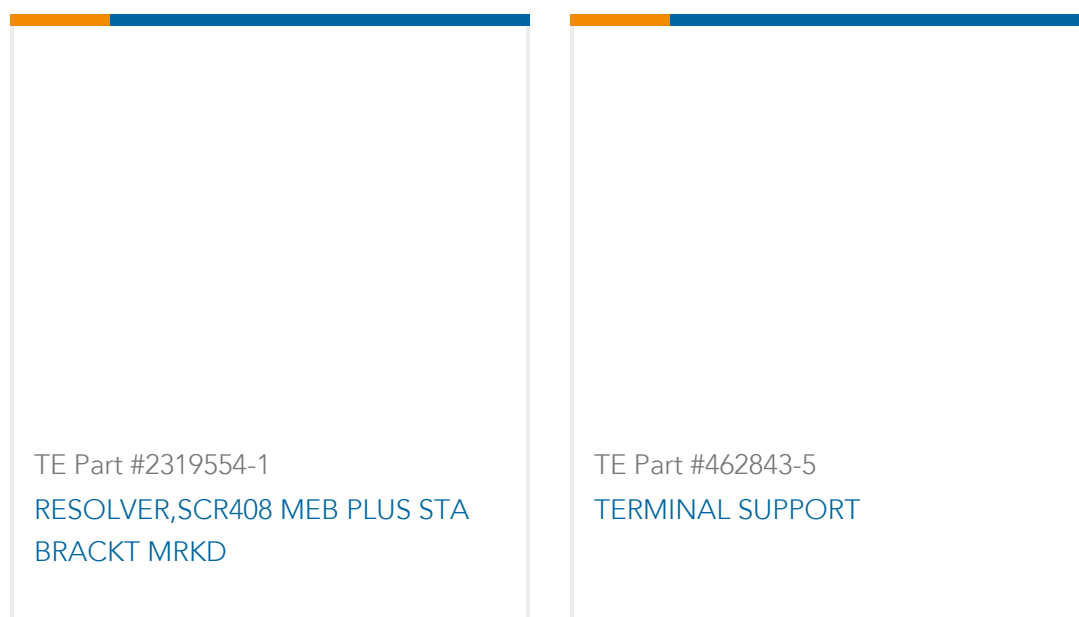 TE Part #2319554-1
RESOLVER,SCR408 MEB PLUS STA
BRACKT MRKD
TE Part #462843-5
TERMINAL SUPPORT